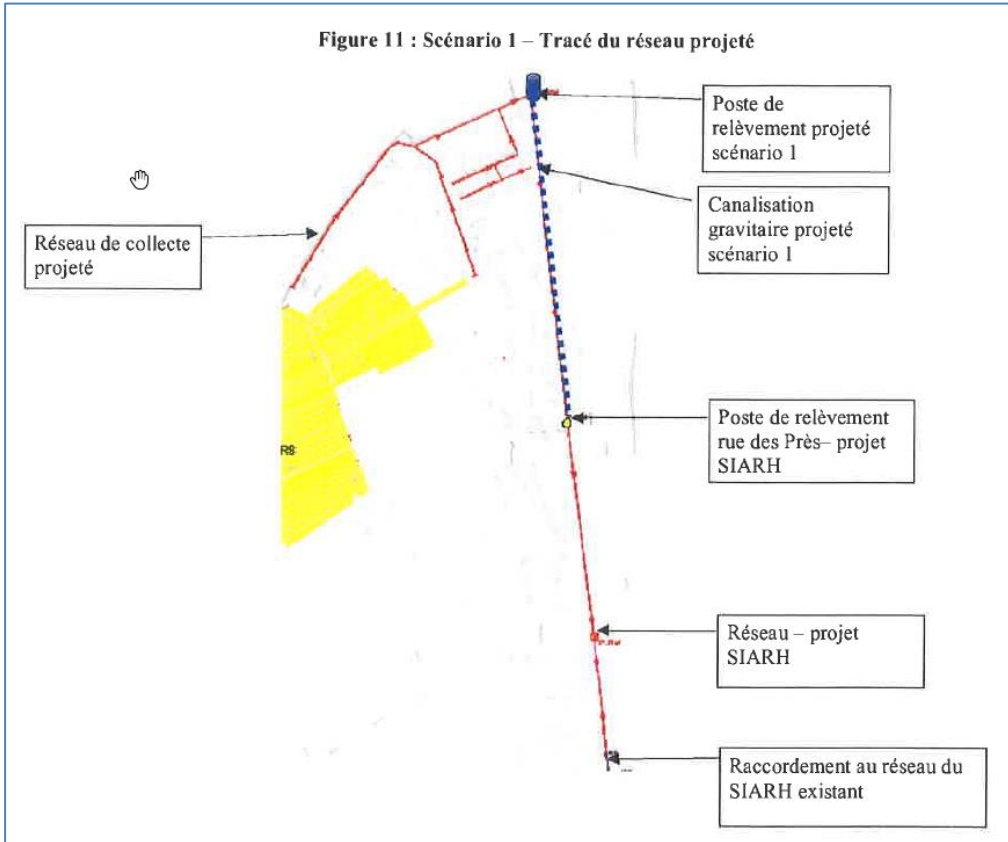 Figure 11 : Scénario 1 – Tracé du réseau projeté
Poste de
relèvement projeté
scénario 1
Canalisation
gravitaire projeté
scénario 1
Réseau de collecte
projeté
Poste de relèvement
rue des Près– projet
SIARH
R8
Réseau – projet
SIARH
Raccordement au réseau du
SIARH existant